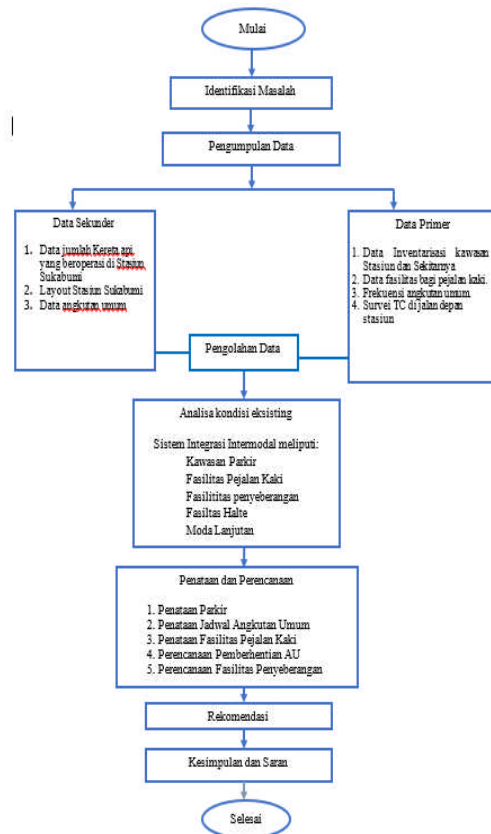 Mulai
Identifikasi Masalah
Pengumpulan Data
Data Sekunder
1. Data jumlah Kereta api
yang beroperasi di Stasiun
Sukabumi
2. Layout Stasiun Sukabumi
3. Data angkutan umum
Data Primer
1. Data Inventarisasi kawasan
Stasiun dan Sekitarnya
2. Data fasilitas bagi pejalan kaki.
3. Frekuensi angkutan umum
4. Survei TC di jalan depan
stasiun
Pengolahan Data
Analisa kondisi eksisting
Sistem Integrasi Intermodal meliputi:
Kawasan Parkir
Fasilitas Pejalan Kaki
Fasilititas penyeberangan
Fasiltas Halte
Moda Lanjutan
Penataan dan Perencanaan
1. Penataan Parkir
2. Penataan Jadwal Angkutan Umum
3. Penataan Fasilitas Pejalan Kaki
4. Perencanaan Pemberhentian AU
5. Perencanaan Fasilitas Penyeberangan
Rekomendasi
Kesimpulan dan Saran
Selesai